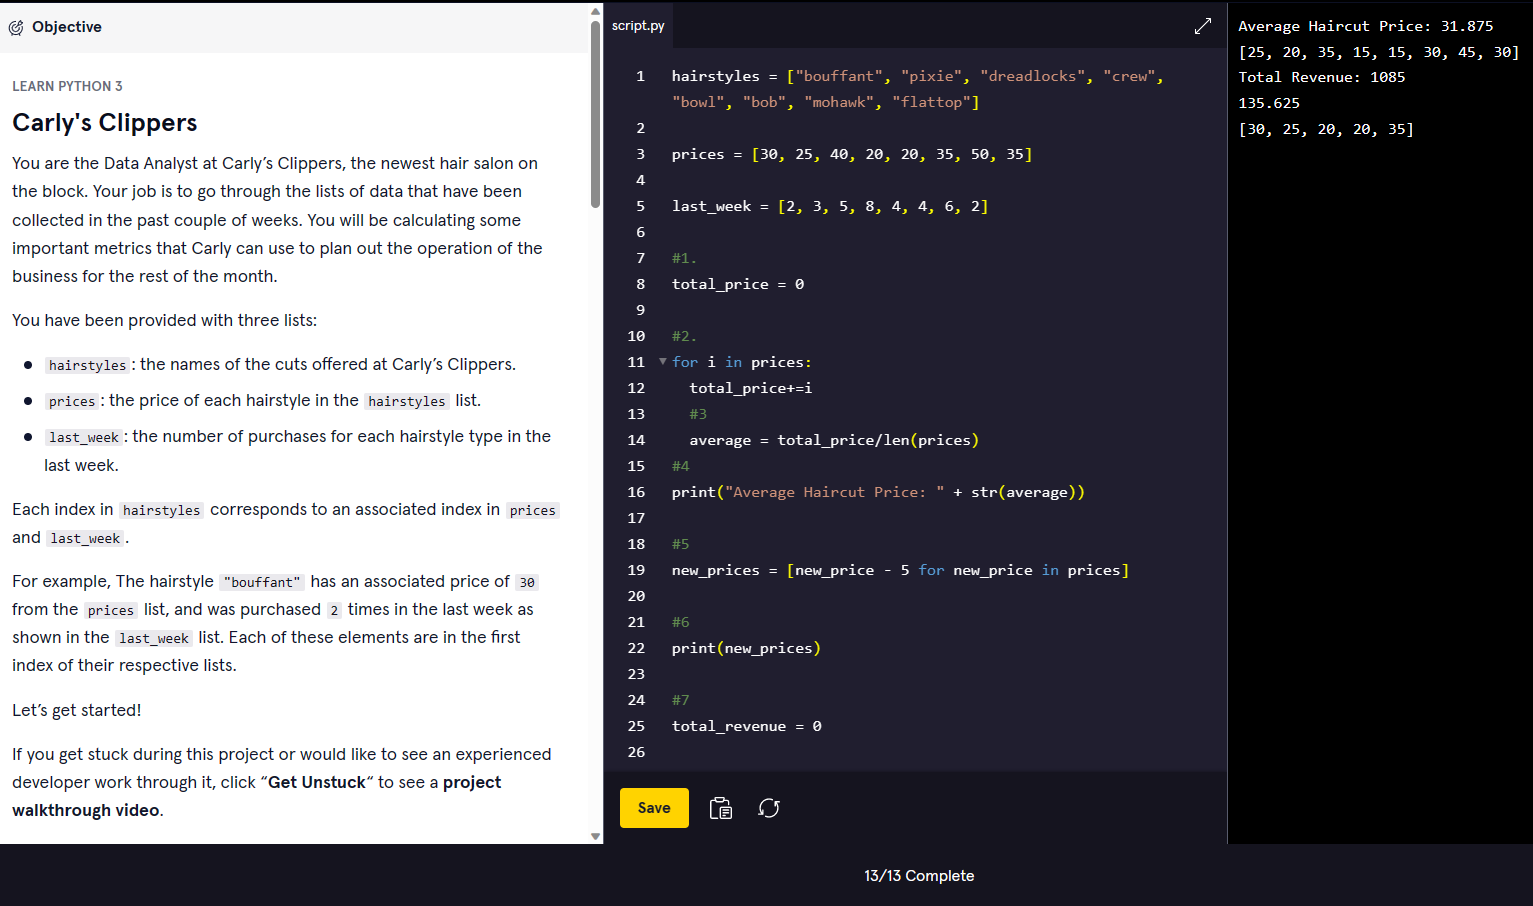 Objective
LEARN PYTHON 3
Carly's Clippers
You are the Data Analyst at Carly’s Clippers, the newest hair salon on
the block. Your job is to go through the lists of data that have been
collected in the past couple of weeks. You will be calculating some
important metrics that Carly can use to plan out the operation of the
business for the rest of the month.
You have been provided with three lists:
hairstyles: the names of the cuts offered at Carly’s Clippers.
prices: the price of each hairstyle in the hairstyles list.
last_week: the number of purchases for each hairstyle type in the
last week.
Each index in hairstyles corresponds to an associated index in prices
and last_week.
For example, The hairstyle "bouffant" has an associated price of 30
from the prices list, and was purchased 2 times in the last week as
shown in the last_week list. Each of these elements are in the first
index of their respective lists.
Let’s get started!
If you get stuck during this project or would like to see an experienced
developer work through it, click “Get Unstuck“ to see a project
walkthrough video.
script.py
1 hairstyles = ["bouffant", "pixie", "dreadlocks", "crew",
"bowl", "bob", "mohawk", "flattop"]
2
3 prices = [30, 25, 40, 20, 20, 35, 50, 35]
4
5 last_week = [2, 3, 5, 8, 4, 4, 6, 2]
6
7 #1.
8 total_price = 0
9
10 #2.
11 for i in prices:
12 total_price+=i
13 #3
14 average = total_price/len(prices)
15 #4
16 print("Average Haircut Price: " + str(average))
17
18 #5
19 new_prices = [new_price - 5 for new_price in prices]
20
21 #6
22 print(new_prices)
23
24 #7
25 total_revenue = 0
26
Save
Average Haircut Price: 31.875
[25, 20, 35, 15, 15, 30, 45, 30]
Total Revenue: 1085
135.625
[30, 25, 20, 20, 35]
13/13 Complete